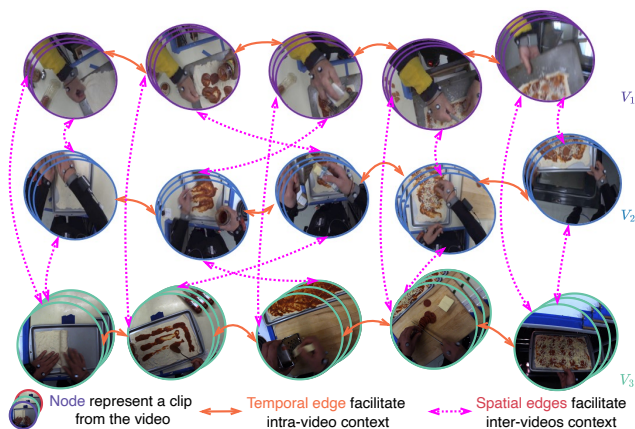 V1
V2
V3
Node represent a clip from the video
Temporal edge facilitate intra-video context
Spatial edges facilitate inter-videos context